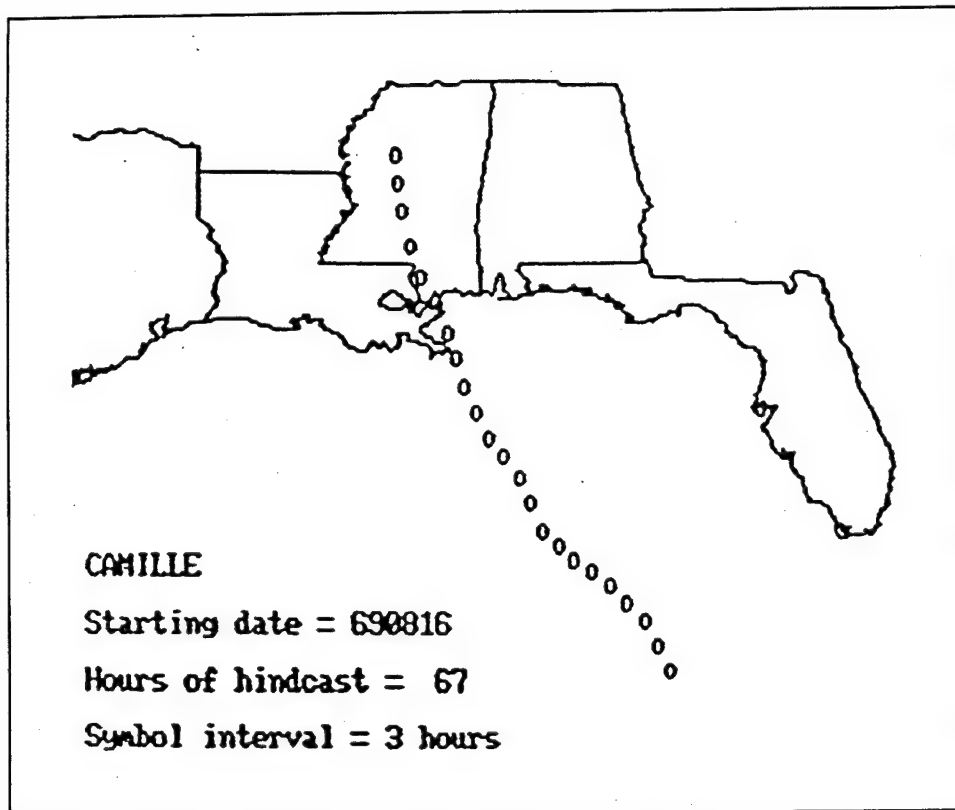 CAMILLE
Starting date = 690816
Hours of hindcast = 67
Symbol interval = 3 hours